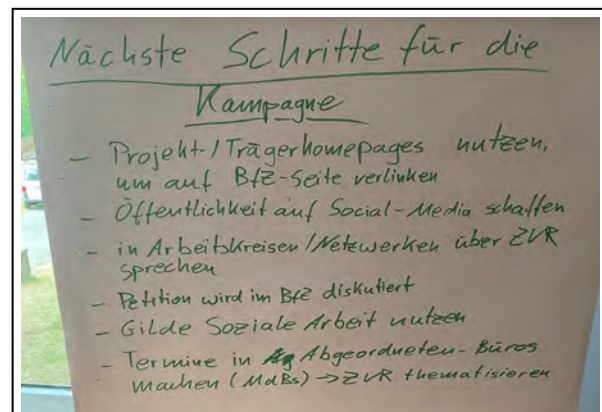 Nächste Schritte für die
Kampagne
- Projekt-/Trägerhomepages nutzen,
um auf BfZ-Seite verlinken
- Öffentlichkeit auf Social-Media schaffen
- in Arbeitskreisen/Netzwerken über ZVR
sprechen
- Petition wird im BfZ diskutiert
- Gilde Soziale Arbeit nutzen
- Termine in Abgeordneten-Büros
machen (MdBs) → ZVR thematisieren